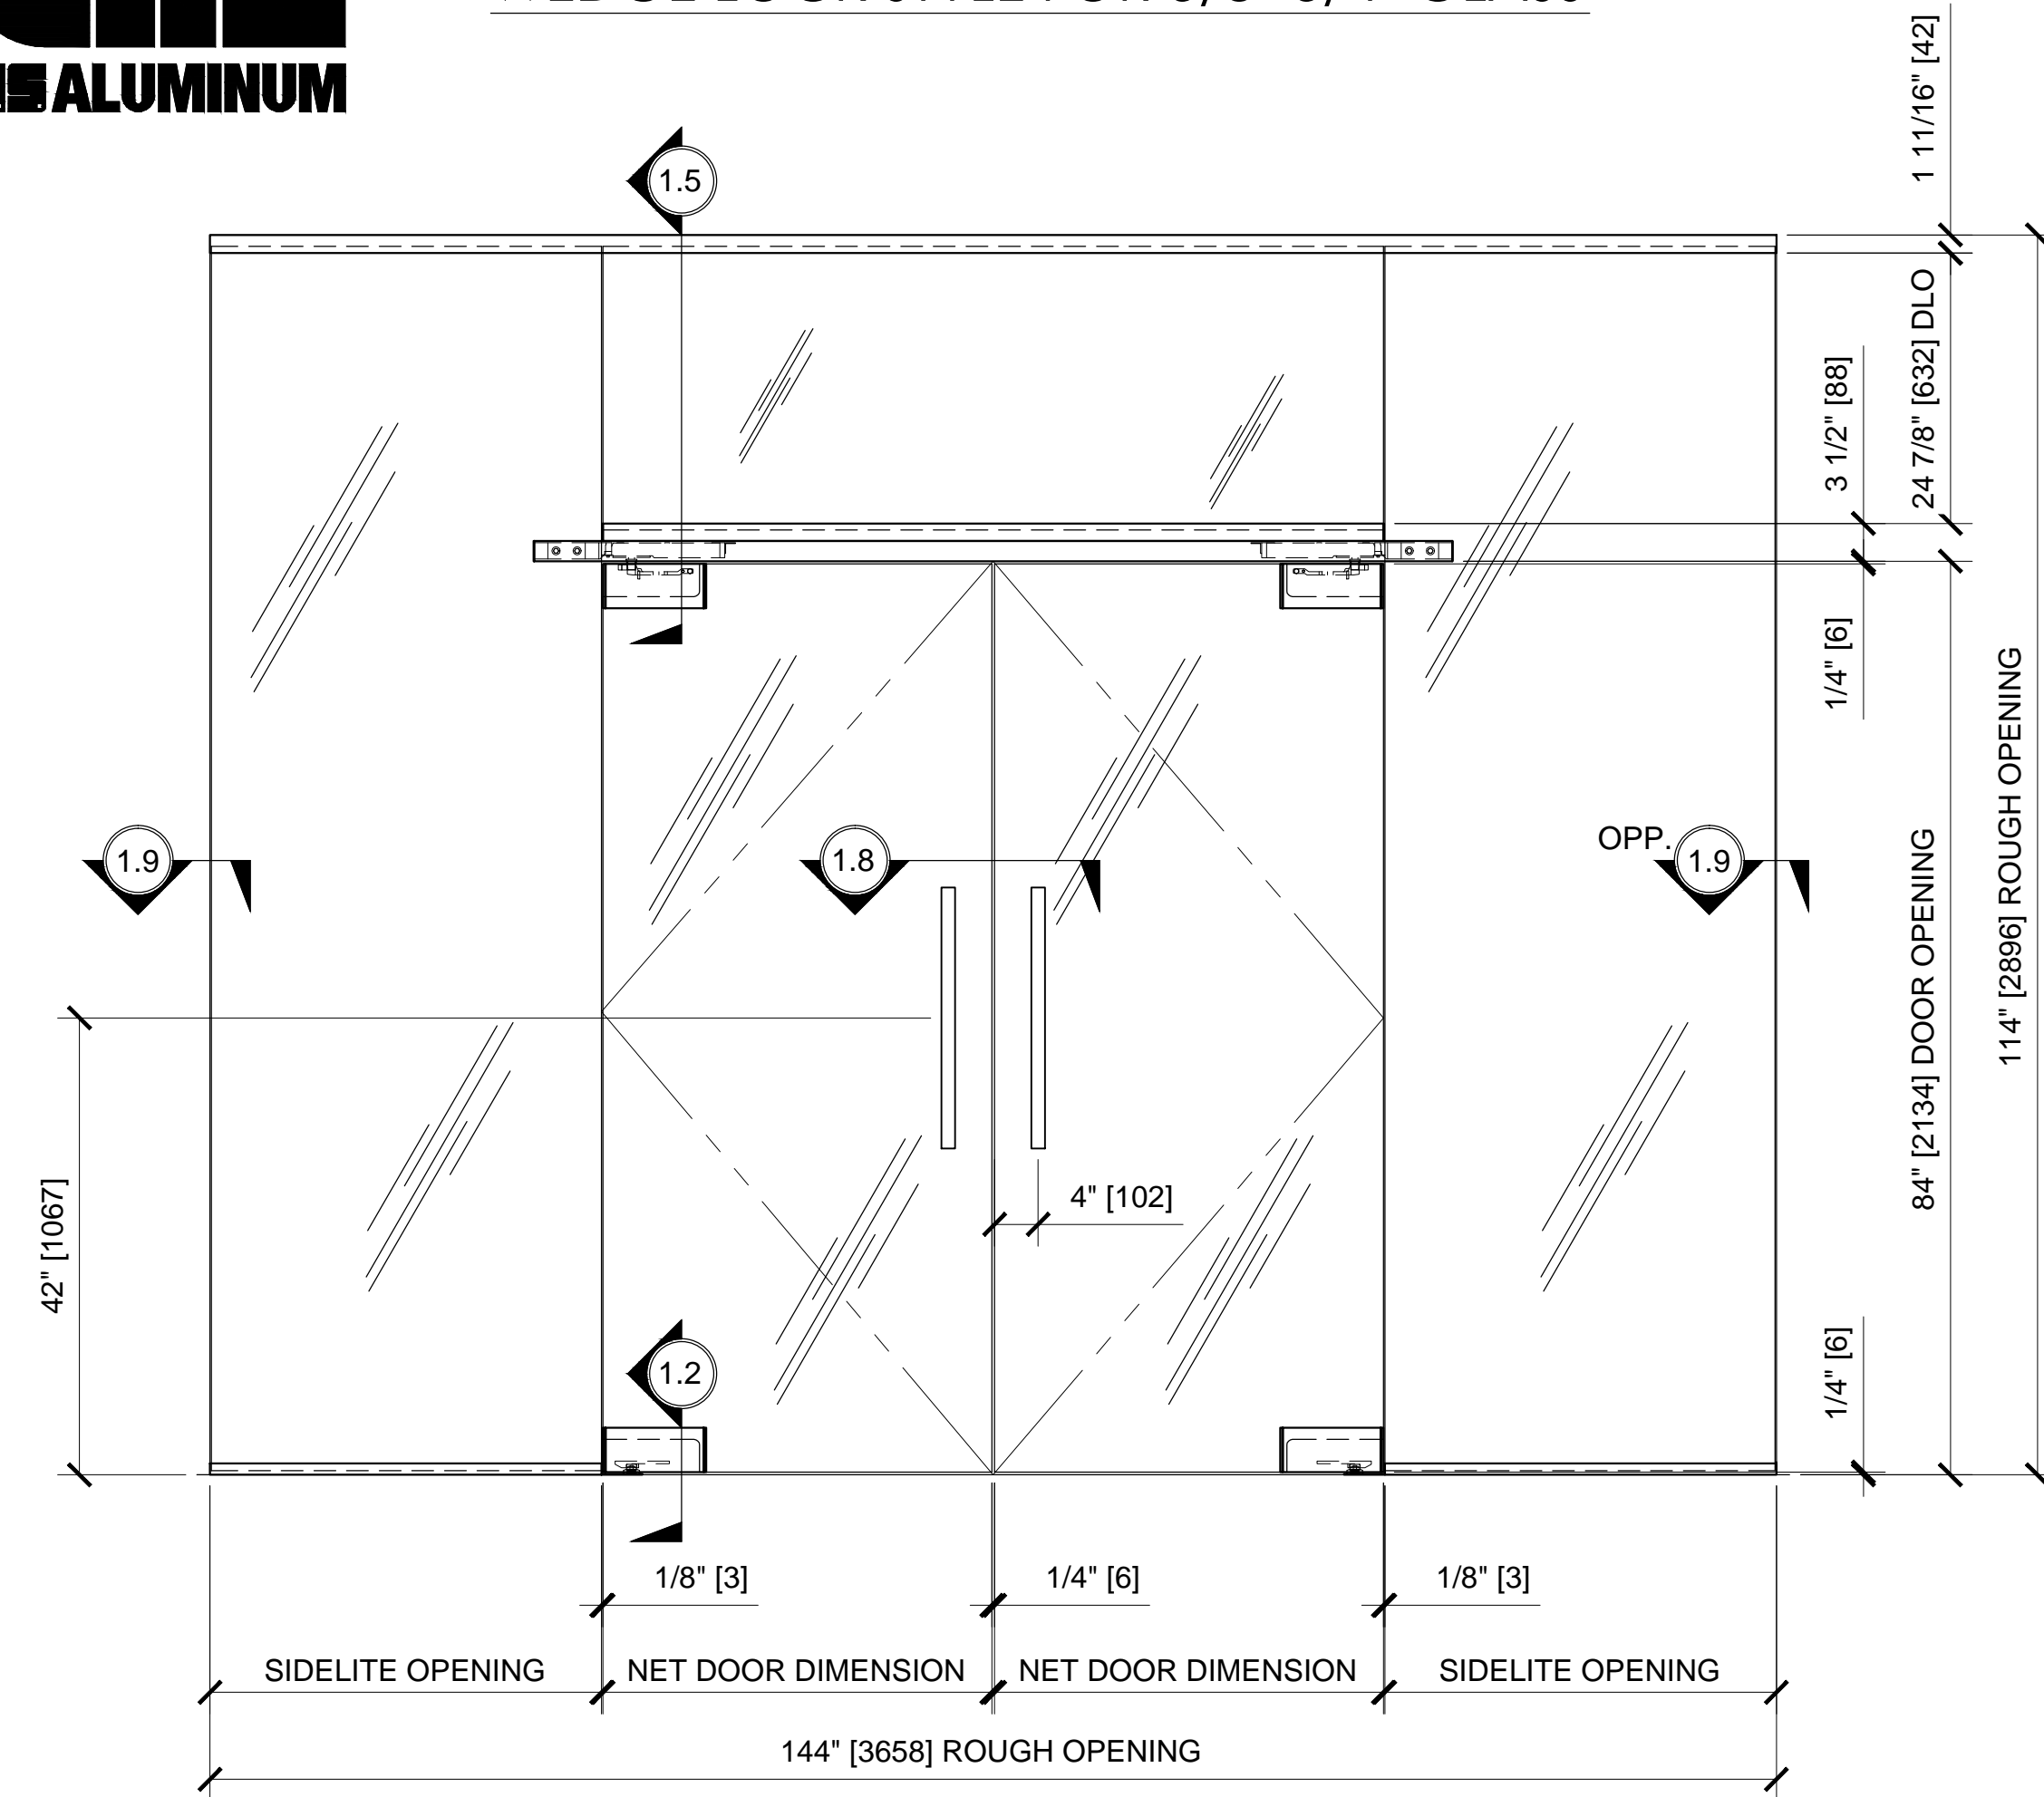 ALUMINUM
1 11/16" [42]
1.5
24 7/8" [632] DLO
3 1/2" [88]
1/4" [6]
114" [2896] ROUGH OPENING
84" [2134] DOOR OPENING
1.9
1.8
OPP.
1.9
42" [1067]
4" [102]
1.2
1/4" [6]
1/8" [3]
1/4" [6]
1/8" [3]
SIDELITE OPENING
NET DOOR DIMENSION
NET DOOR DIMENSION
SIDELITE OPENING
144" [3658] ROUGH OPENING